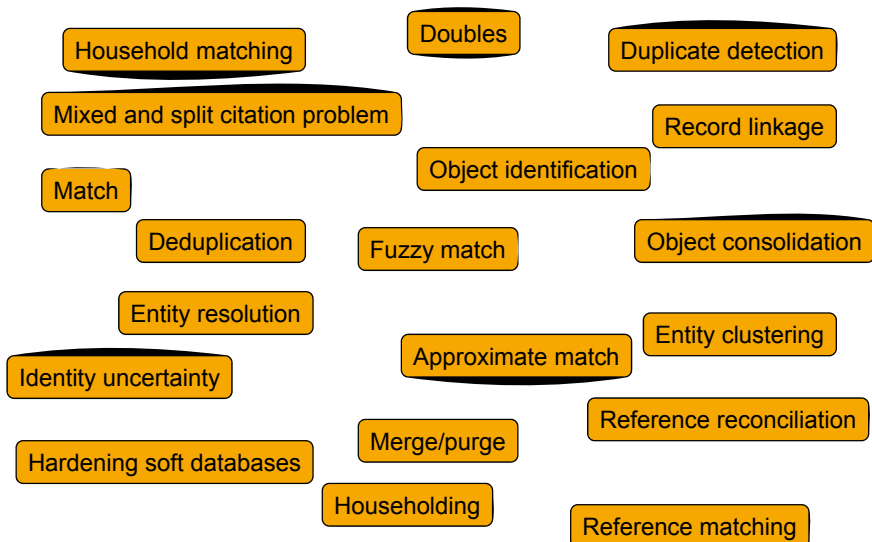 Doubles
Household matching
Duplicate detection
Mixed and split citation problem
Record linkage
Object identification
Match
Deduplication
Fuzzy match
Object consolidation
Entity resolution
Entity clustering
Approximate match
Identity uncertainty
Reference reconciliation
Merge/purge
Hardening soft databases
Householding
Reference matching